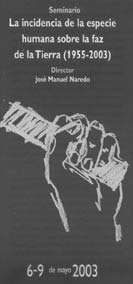 Seminario
La incidencia de la especie
humana sobre la faz
de la Tierra (1955-2003)
Director
José Manuel Naredo
6-9 de mayo 2003